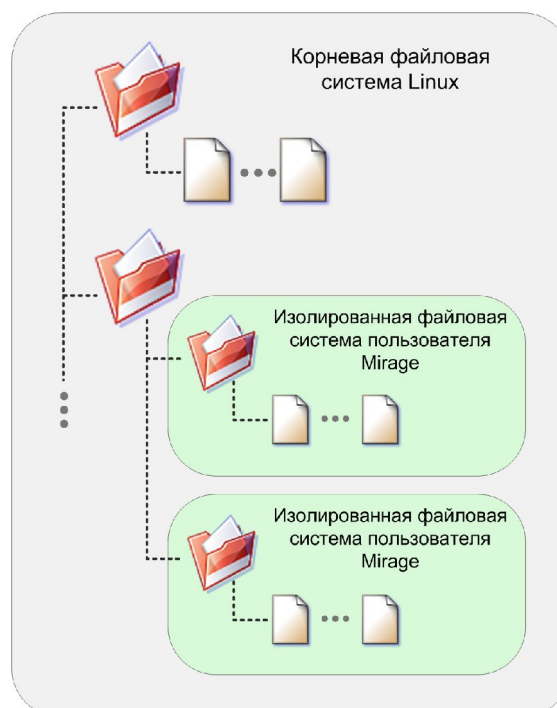 Корневая файловая
система Linux
Изолированная файловая
система пользователя
Mirage
Изолированная файловая
система пользователя
Mirage